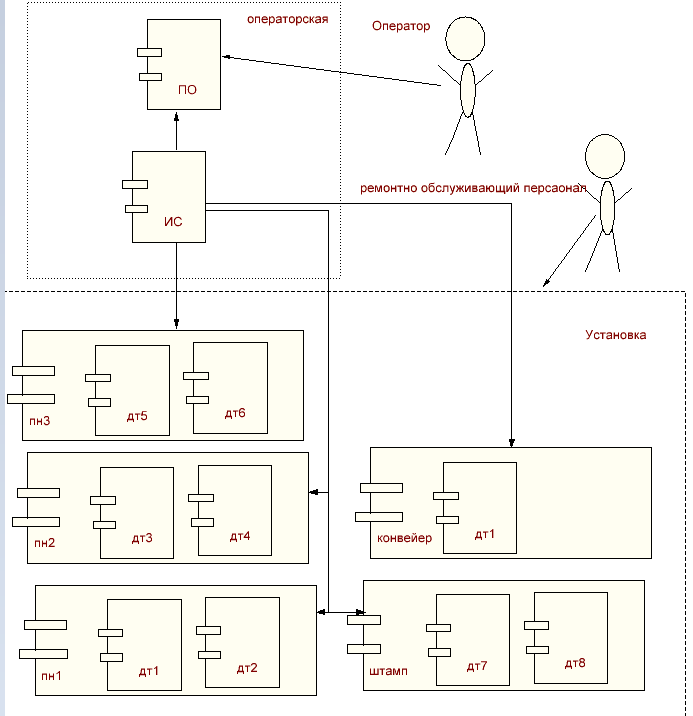 операторская
Оператор
ПО
ремонтно обслуживающий персаонал
ИС
Установка
дт5
дт6
пн3
дт3
дт4
пн2
дт1
конвейер
дт1
дт2
пн1
дт7
дт8
штамп